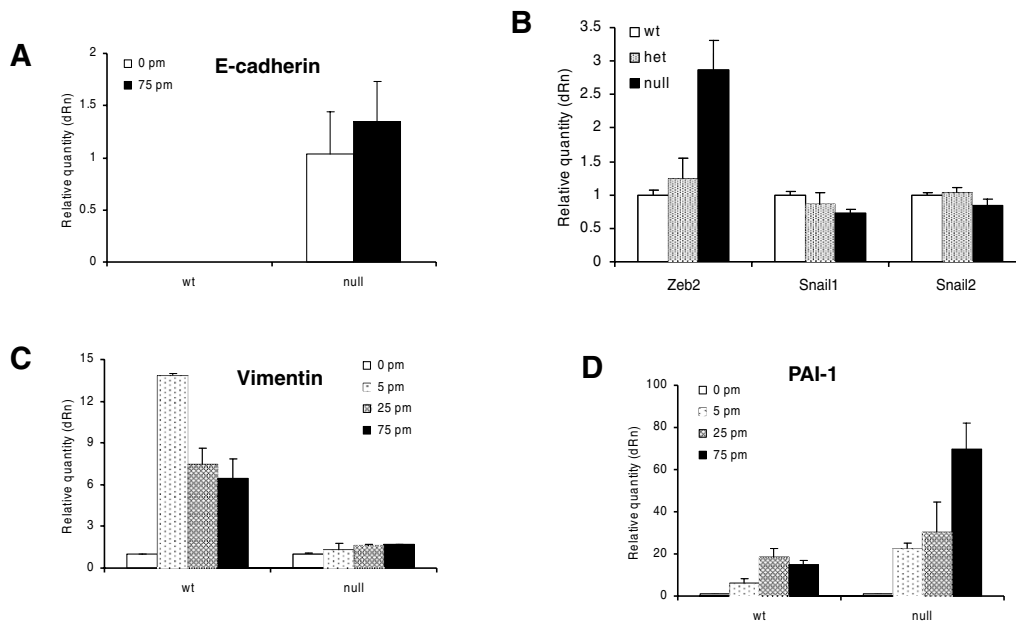 A
E-cadherin
0 pm
75 pm
Relative quantity (dRn)
2
1.5
1
0.5
0
wt
null
B
wt
het
null
Relative quantity (dRn)
3.5
3
2.5
2
1.5
1
0.5
0
Zeb2
Snail1
Snail2
C
Vimentin
0 pm
5 pm
25 pm
75 pm
Relative quantity (dRn)
15
12
9
6
3
0
wt
null
D
PAI-1
0 pm
5 pm
25 pm
75 pm
Relative quantity (dRn)
100
80
60
40
20
0
wt
null